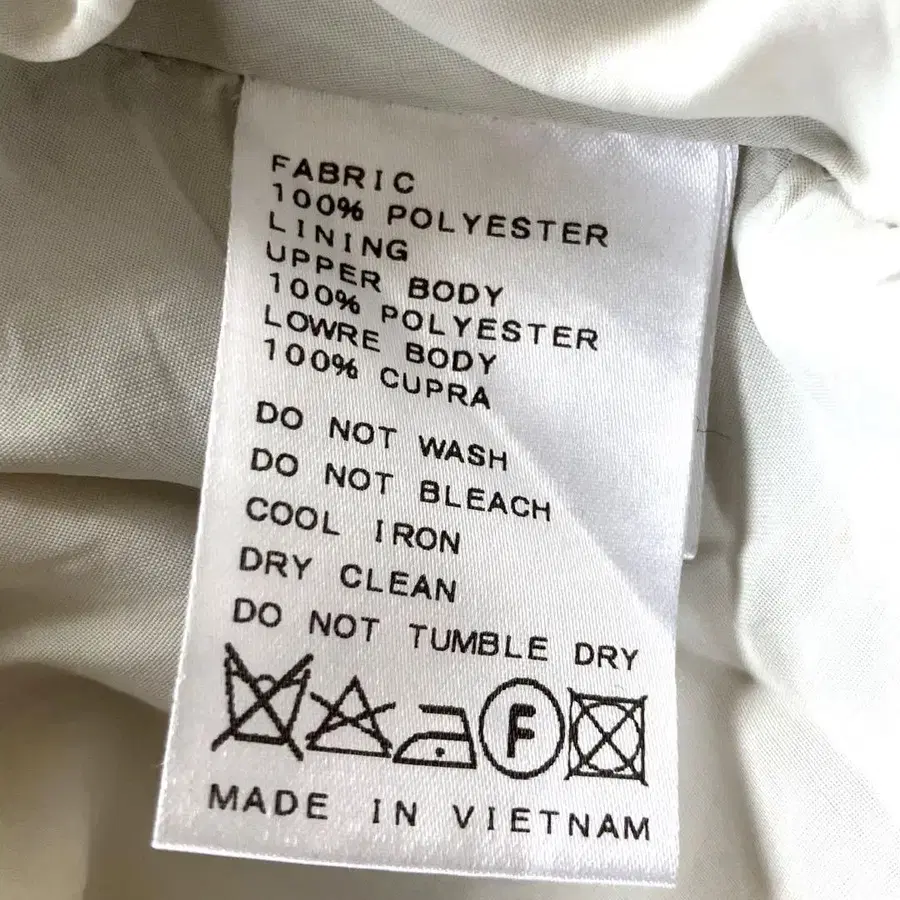 FABRIC
100% POLYESTER
LINING
UPPER BODY
100% POLYESTER
LOWRE BODY
100% CUPRA
DO NOT WASH
DO NOT BLEACH
COOL IRON
DRY CLEAN
DO NOT TUMBLE DRY
F
MADE IN VIETNAM